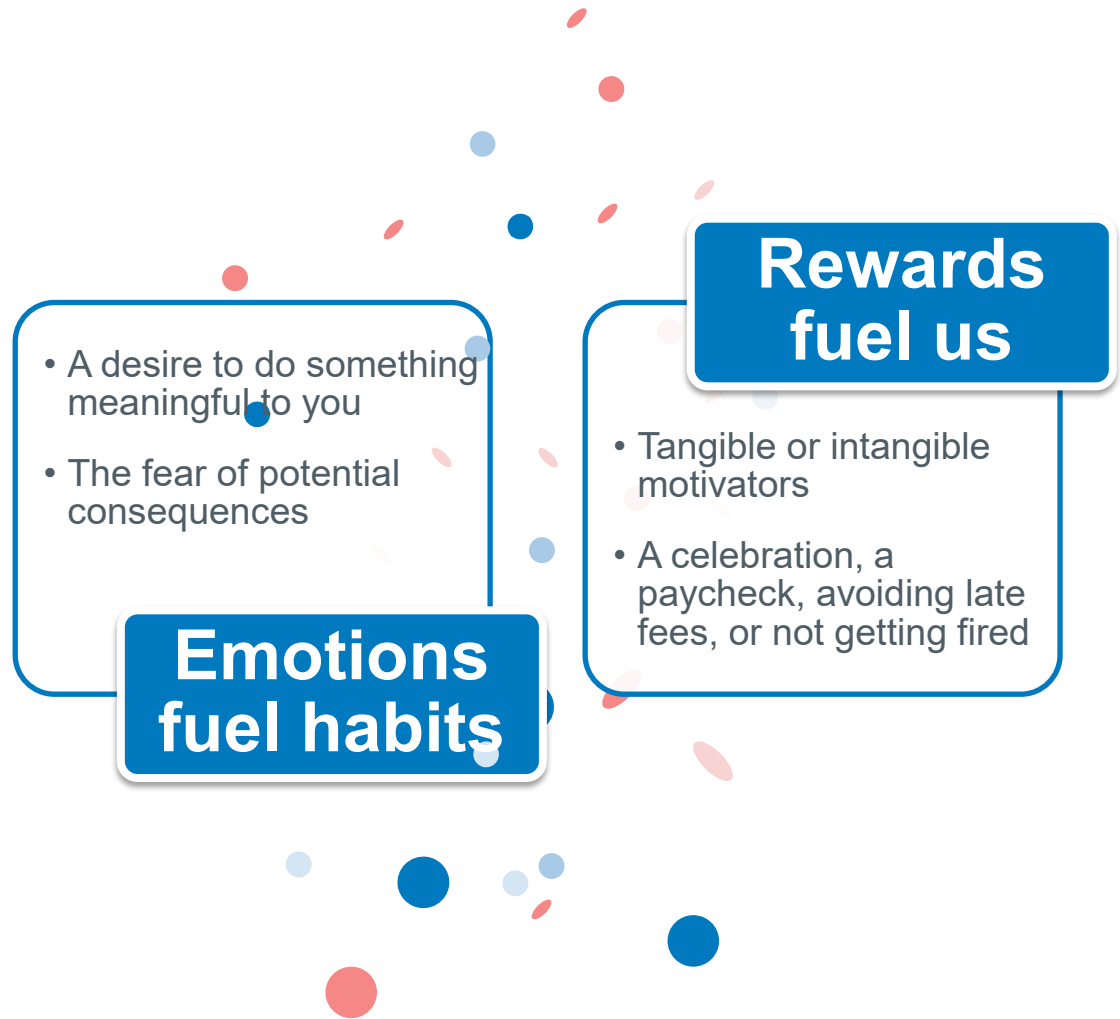 • A desire to do something
meaningful to you
• The fear of potential
consequences
Emotions
fuel habits
Rewards
fuel us
• Tangible or intangible
motivators
• A celebration, a
paycheck, avoiding late
fees, or not getting fired